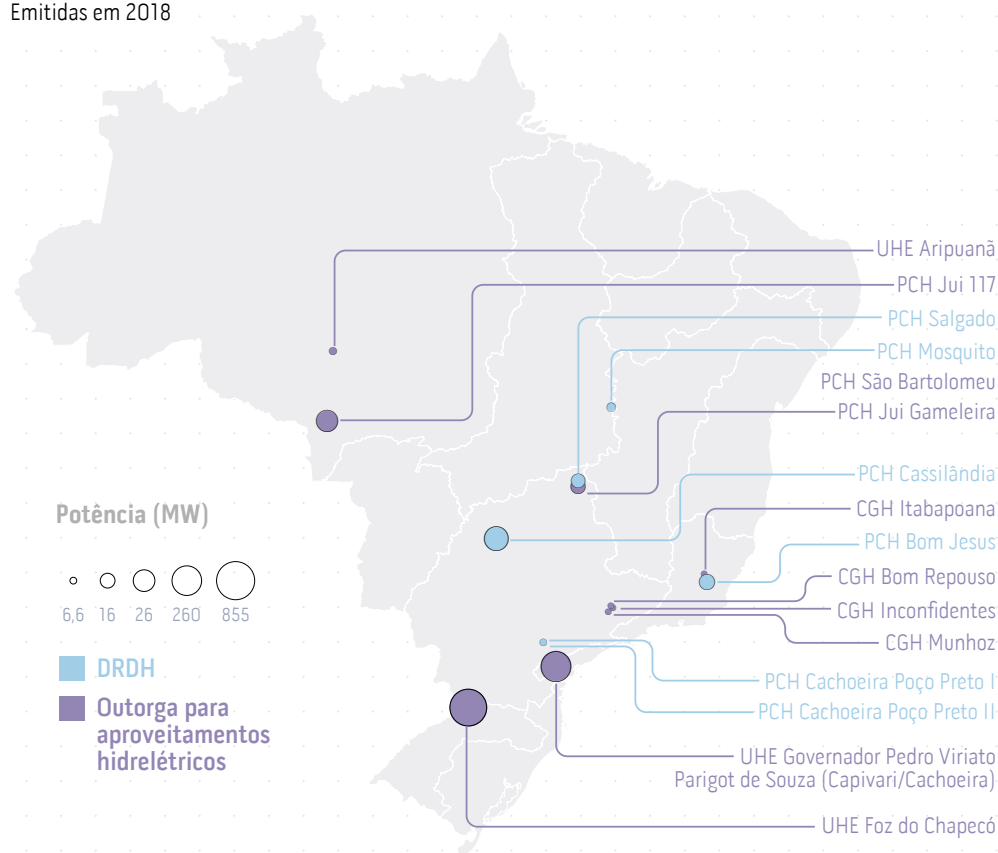 Emitidas em 2018
UHE Aripuanã
PCH Jui 117
PCH Salgado
PCH Mosquito
PCH São Bartolomeu
PCH Jui Gameleira
PCH Cassilândia
CGH Itabapoana
PCH Bom Jesus
CGH Bom Repouso
CGH Inconfidentes
CGH Munhoz
PCH Cachoeira Poço Preto I
PCH Cachoeira Poço Preto II
UHE Governador Pedro Viriato
Parigot de Souza (Capivari/Cachoeira)
UHE Foz do Chapecó
Potência (MW)
6,6 16 26 260 855
DRDH
Outorga para
aproveitamentos
hidrelétricos